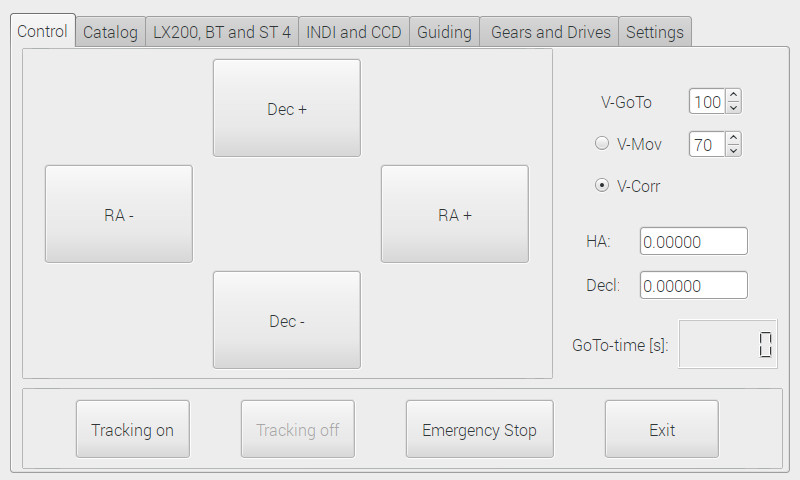 Control Catalog LX200, BT and ST 4 INDI and CCD Guiding Gears and Drives Settings
Dec +
V-GoTo 100
V-Mov 70
V-Corr
RA - RA +
HA: 0.00000
Decl: 0.00000
Dec -
GoTo-time [s]: 0
Tracking on Tracking off Emergency Stop Exit